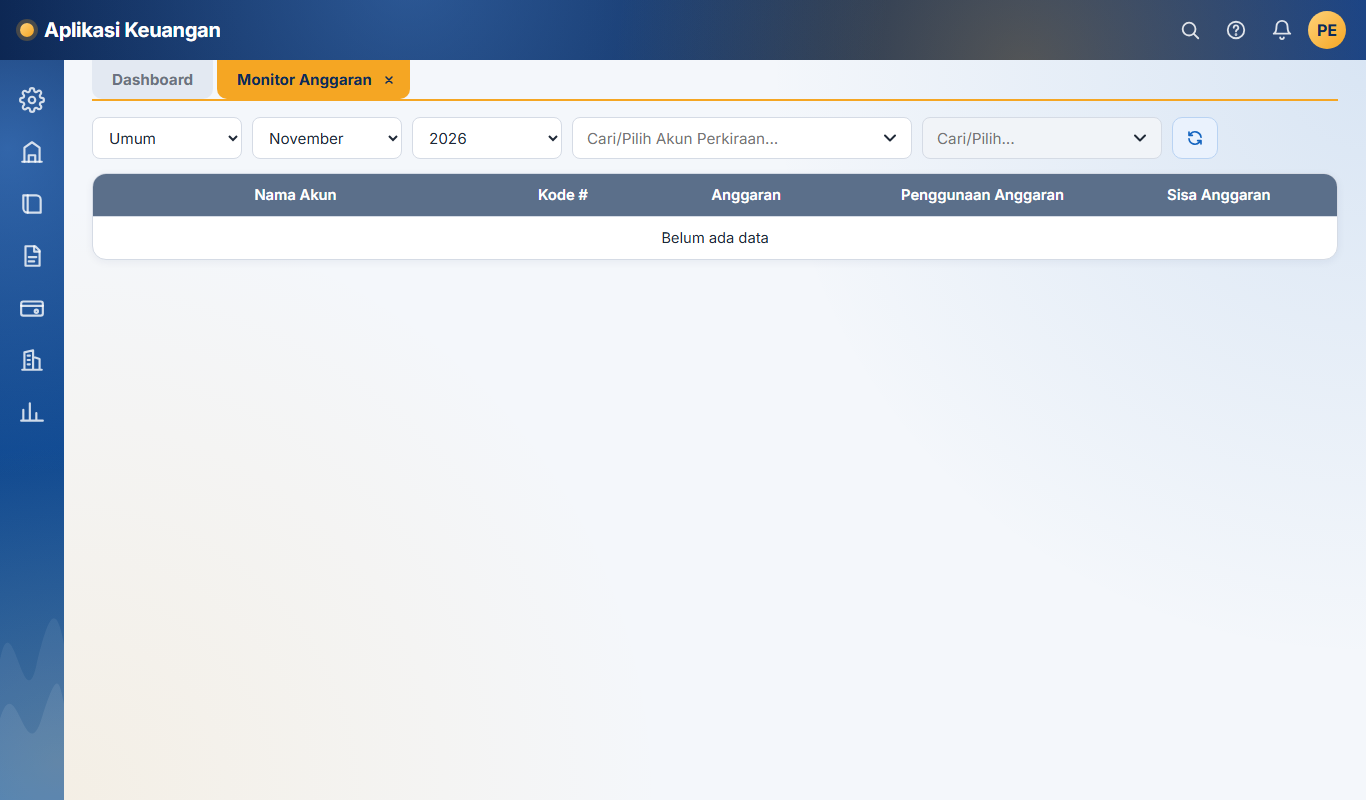 Aplikasi Keuangan
PE
Dashboard
Monitor Anggaran ×
Umum November 2026 Cari/Pilih Akun Perkiraan... Cari/Pilih...
Nama Akun Kode # Anggaran Penggunaan Anggaran Sisa Anggaran
Belum ada data